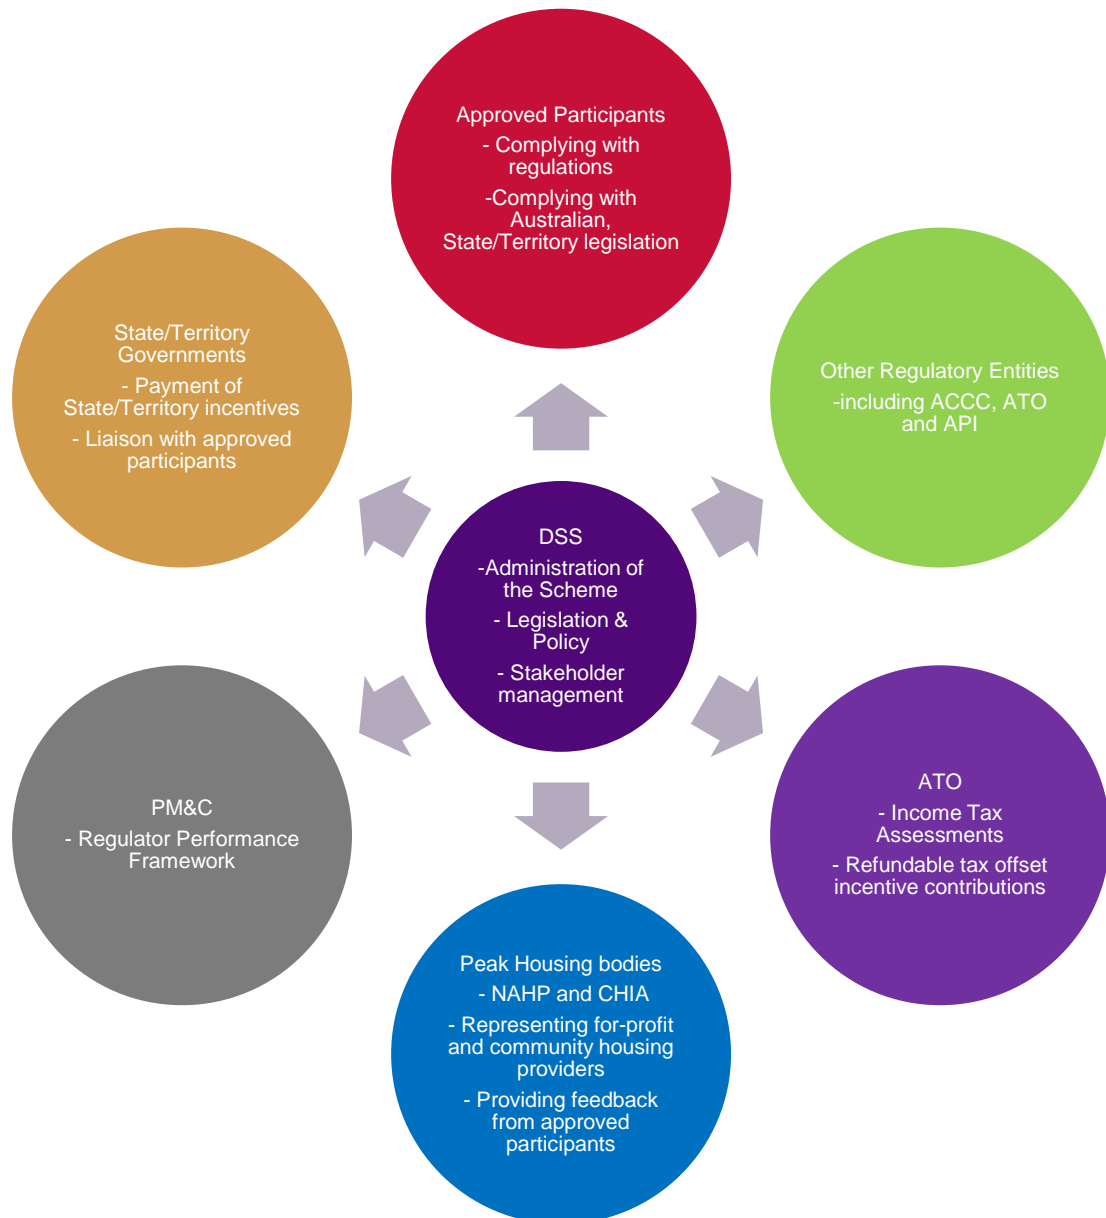 Approved Participants
- Complying with
regulations
-Complying with
Australian,
State/Territory legislation
State/Territory
Governments
- Payment of
State/Territory incentives
- Liaison with approved
participants
Other Regulatory Entities
-including ACCC, ATO
and API
DSS
-Administration of
the Scheme
- Legislation &
Policy
- Stakeholder
management
PM&C
- Regulator Performance
Framework
ATO
- Income Tax
Assessments
- Refundable tax offset
incentive contributions
Peak Housing bodies
- NAHP and CHIA
- Representing for-profit
and community housing
providers
- Providing feedback
from approved
participants